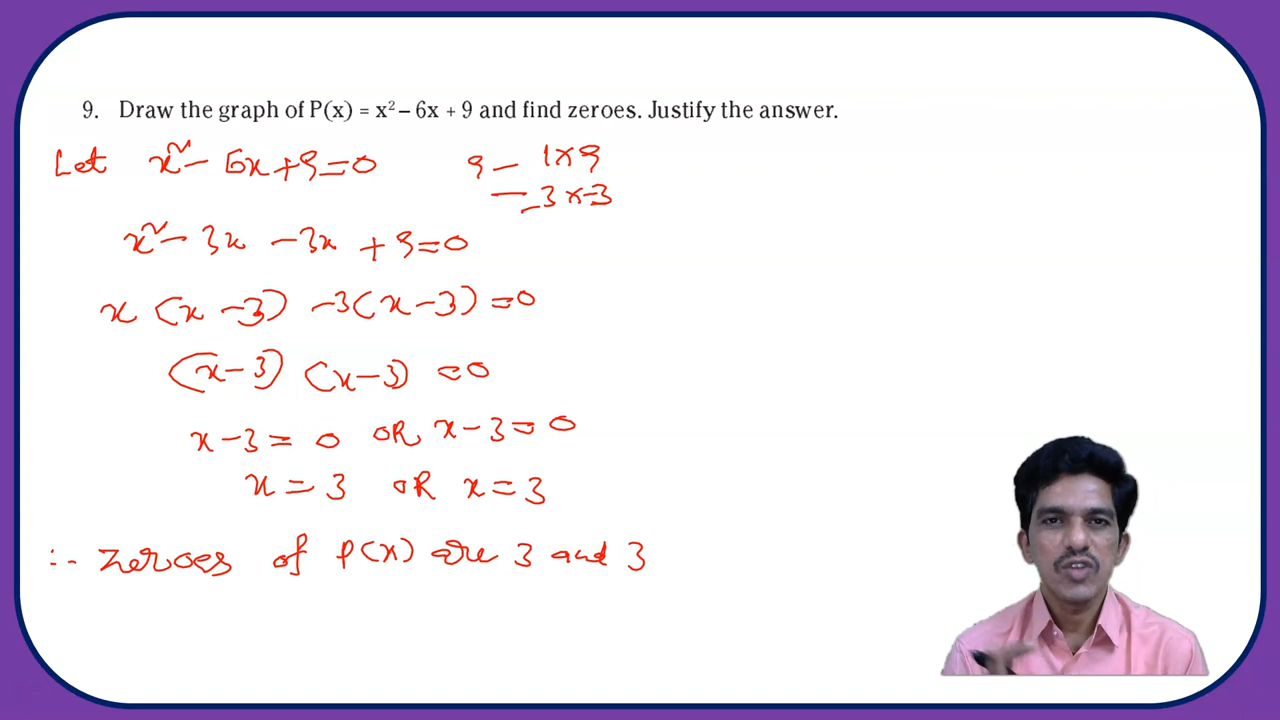 9. Draw the graph of P(x) = x² – 6x + 9 and find zeroes. Justify the answer.
Let x² – 6x + 9 = 0   9 – 1×9
– -3×-3
x² – 3x – 3x + 9 = 0
x (x – 3) – 3(x – 3) = 0
(x – 3) (x – 3) = 0
x – 3 = 0 OR x – 3 = 0
x = 3 OR x = 3
∴ zeroes of P(x) are 3 and 3